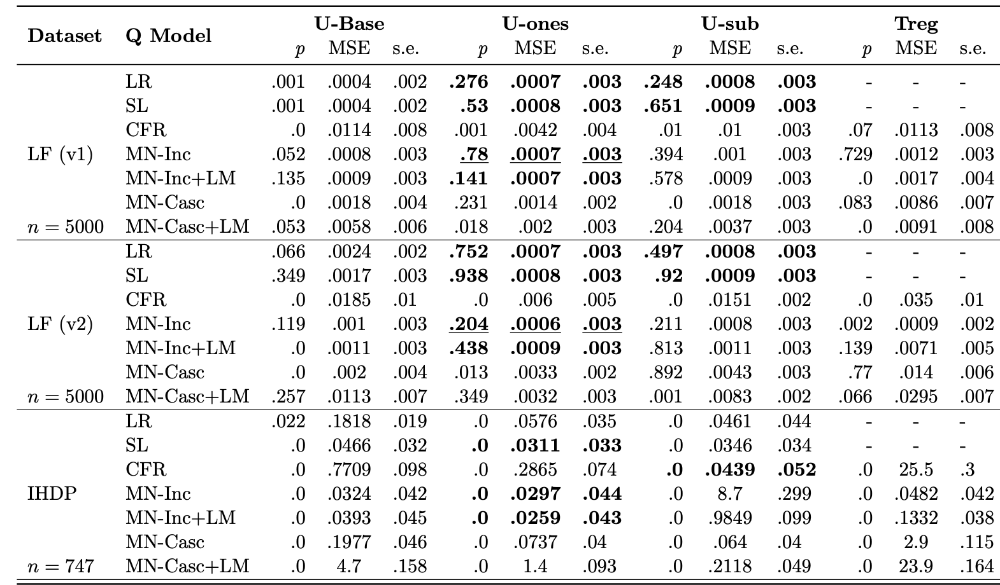 Dataset Q Model U-Base U-ones U-sub Treg
p MSE s.e. p MSE s.e. p MSE s.e. p MSE s.e.
LR .001 .0004 .002 .276 .0007 .003 .248 .0008 .003 - - -
SL .001 .0004 .002 .53 .0008 .003 .651 .0009 .003 - - -
CFR .0 .0114 .008 .001 .0042 .004 .01 .01 .003 .07 .0113 .008
LF (v1) MN-Inc .052 .0008 .003 .78 .0007 .003 .394 .001 .003 .729 .0012 .003
MN-Inc+LM .135 .0009 .003 .141 .0007 .003 .578 .0009 .003 .0 .0017 .004
MN-Casc .0 .0018 .004 .231 .0014 .002 .0 .0018 .003 .083 .0086 .007
n = 5000 MN-Casc+LM .053 .0058 .006 .018 .002 .003 .204 .0037 .003 .0 .0091 .008
LR .066 .0024 .002 .752 .0007 .003 .497 .0008 .003 - - -
SL .349 .0017 .003 .938 .0008 .003 .92 .0009 .003 - - -
CFR .0 .0185 .01 .0 .006 .005 .0 .0151 .002 .0 .035 .01
LF (v2) MN-Inc .119 .001 .003 .204 .0006 .003 .211 .0008 .003 .002 .0009 .002
MN-Inc+LM .0 .0011 .003 .438 .0009 .003 .813 .0011 .003 .139 .0071 .005
MN-Casc .0 .002 .004 .013 .0033 .002 .892 .0043 .003 .77 .014 .006
n = 5000 MN-Casc+LM .257 .0113 .007 .349 .0032 .003 .001 .0083 .002 .066 .0295 .007
LR .022 .1818 .019 .0 .0576 .035 .0 .0461 .044 - - -
SL .0 .0466 .032 .0 .0311 .033 .0 .0346 .034 - - -
CFR .0 .7709 .098 .0 .2865 .074 .0 .0439 .052 .0 25.5 .3
IHDP MN-Inc .0 .0324 .042 .0 .0297 .044 .0 8.7 .299 .0 .0482 .042
MN-Inc+LM .0 .0393 .045 .0 .0259 .043 .0 .9849 .099 .0 .1332 .038
MN-Casc .0 .1977 .046 .0 .0737 .04 .0 .064 .04 .0 2.9 .115
n = 747 MN-Casc+LM .0 4.7 .158 .0 1.4 .093 .0 .2118 .049 .0 23.9 .164